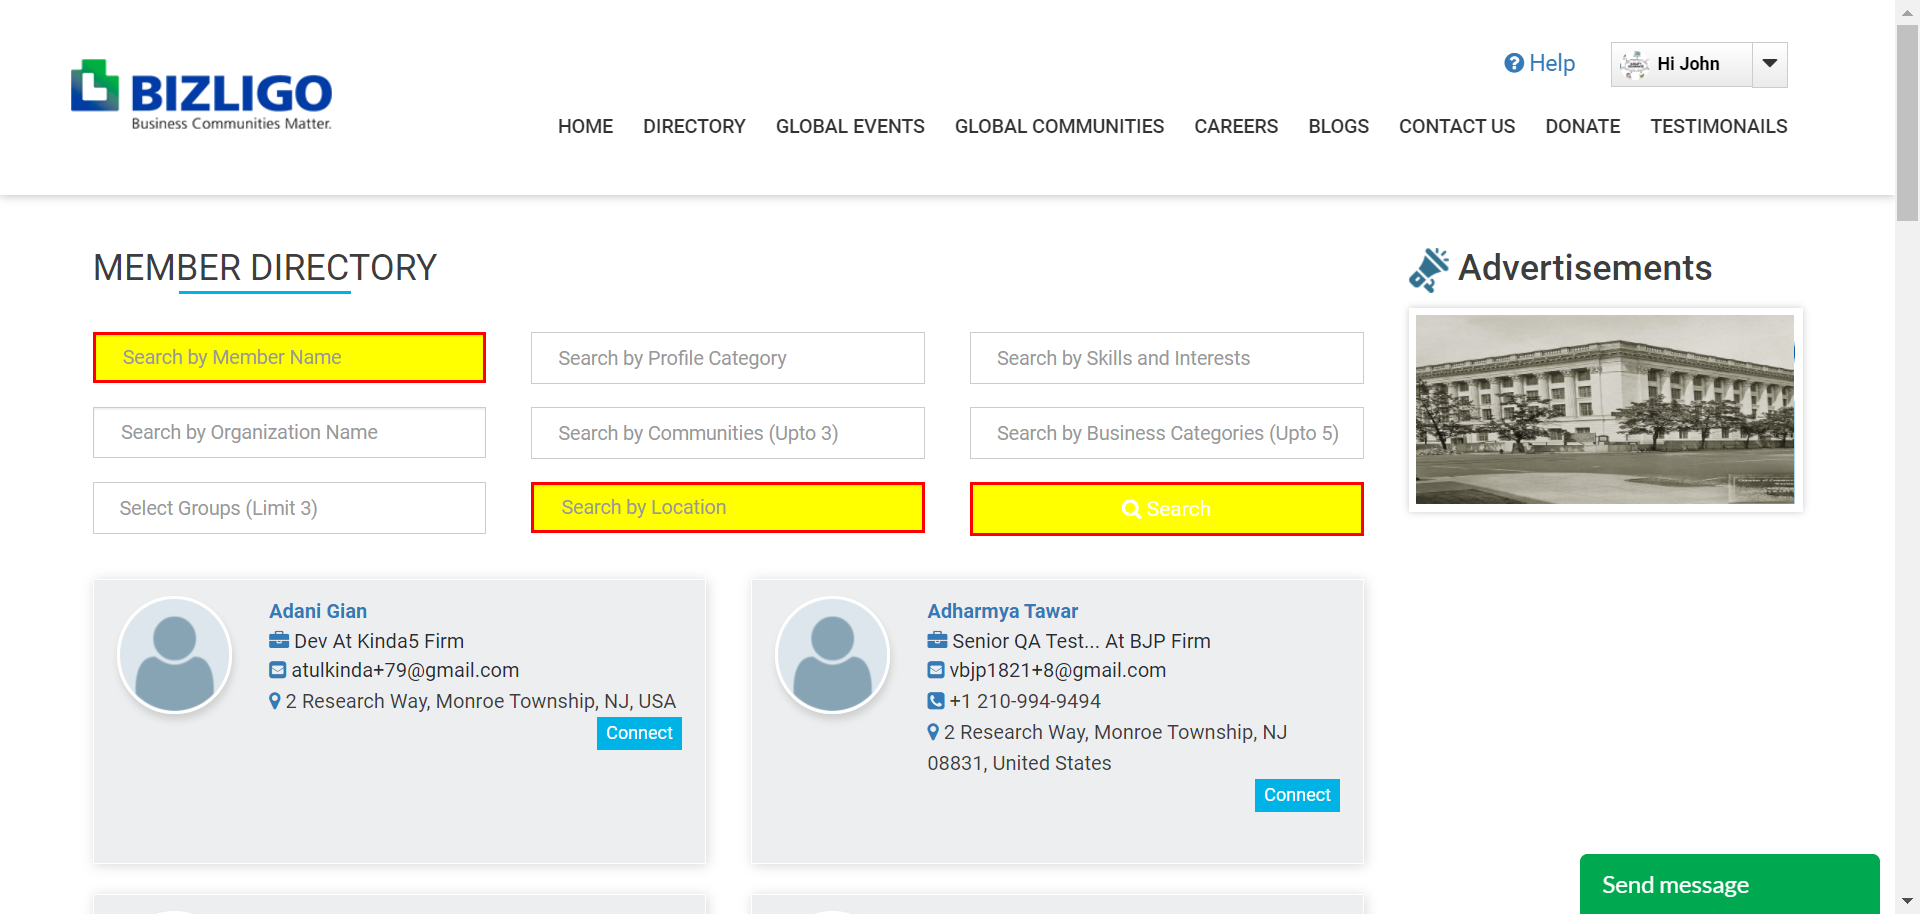 BIZLIGO
Business Communities Matter.
Help
Hi John
HOME DIRECTORY GLOBAL EVENTS GLOBAL COMMUNITIES CAREERS BLOGS CONTACT US DONATE TESTIMONAILS
MEMBER DIRECTORY
Advertisements
Search by Member Name
Search by Profile Category
Search by Skills and Interests
Search by Organization Name
Search by Communities (Upto 3)
Search by Business Categories (Upto 5)
Select Groups (Limit 3)
Search by Location
Search
Adani Gian
Dev At Kinda5 Firm
atulkinda+79@gmail.com
2 Research Way, Monroe Township, NJ, USA
Connect
Adharmya Tawar
Senior QA Test... At BJP Firm
vbjp1821+8@gmail.com
+1 210-994-9494
2 Research Way, Monroe Township, NJ
08831, United States
Connect
Send message